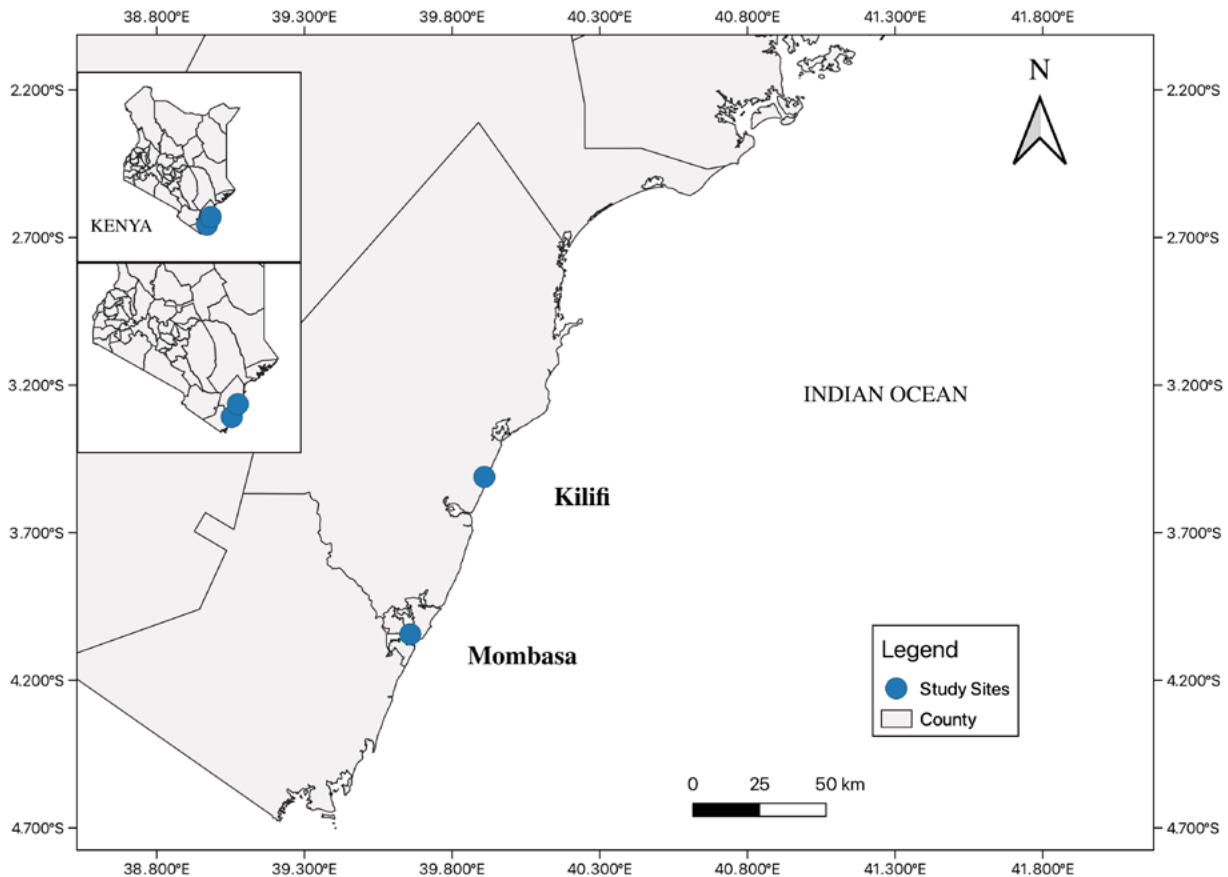 38.800°E 39.300°E 39.800°E 40.300°E 40.800°E 41.300°E 41.800°E
N
2.200°S 2.200°S
KENYA
2.700°S 2.700°S
3.200°S 3.200°S
INDIAN OCEAN
Kilifi
3.700°S 3.700°S
Mombasa
Legend
Study Sites
County
4.200°S 4.200°S
0 25 50 km
4.700°S 4.700°S
38.800°E 39.300°E 39.800°E 40.300°E 40.800°E 41.300°E 41.800°E